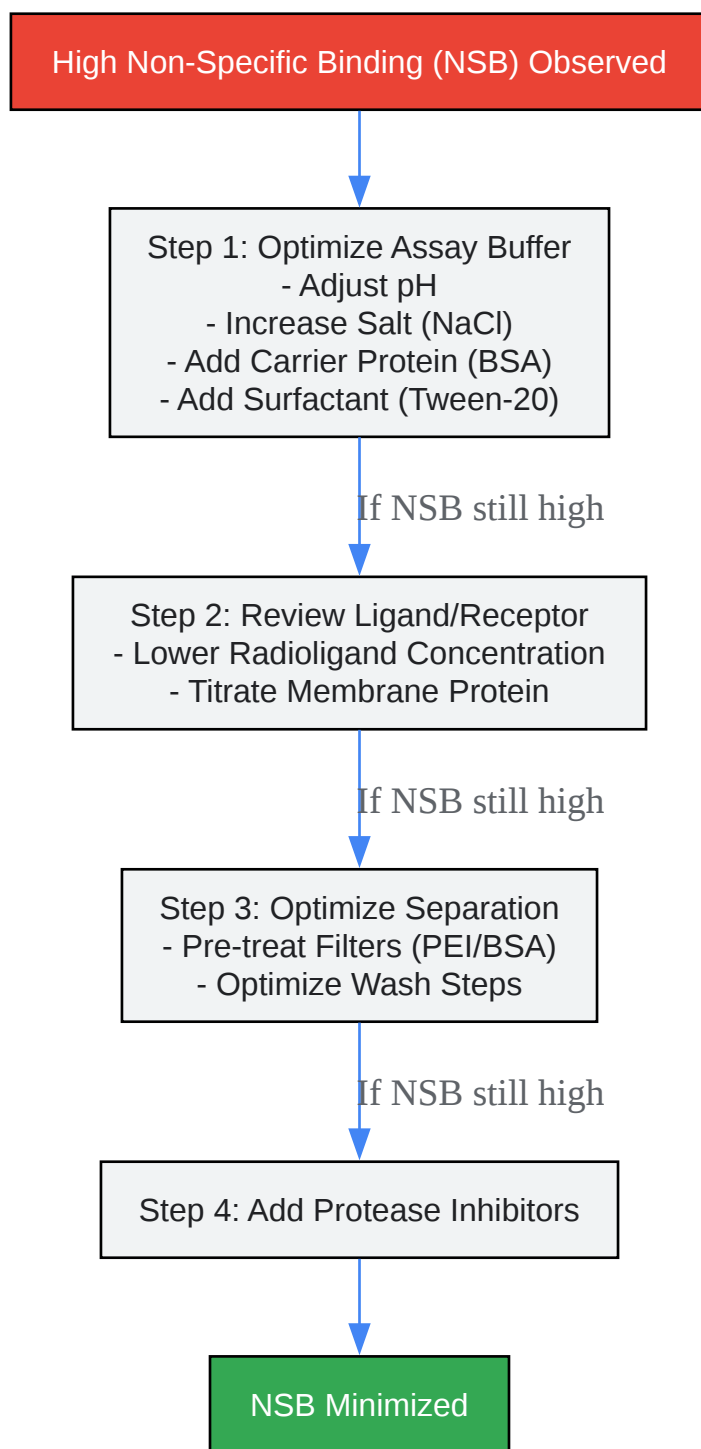 High Non-Specific Binding (NSB) Observed
Step 1: Optimize Assay Buffer
- Adjust pH
- Increase Salt (NaCl)
- Add Carrier Protein (BSA)
- Add Surfactant (Tween-20)
If NSB still high
Step 2: Review Ligand/Receptor
- Lower Radioligand Concentration
- Titrate Membrane Protein
If NSB still high
Step 3: Optimize Separation
- Pre-treat Filters (PEI/BSA)
- Optimize Wash Steps
If NSB still high
Step 4: Add Protease Inhibitors
NSB Minimized